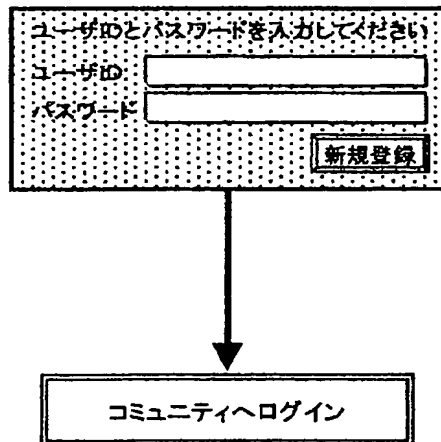 ユーザIDとパスワードを入力してください
ユーザID
パスワード
新規登録
コミュニティへログイン